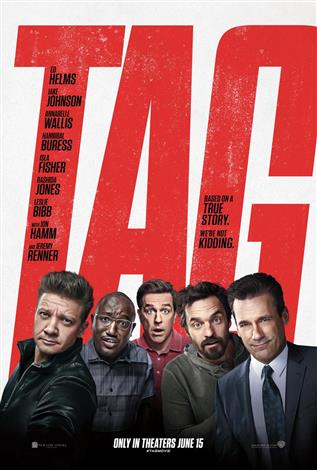 TAG
ED
HELMS
JAKE
JOHNSON
ANNABELLE
WALLIS
HANNIBAL
BURESS
ISLA
FISHER
RASHIDA
JONES
LESLIE
BIBB
WITH JON
HAMM
AND JEREMY
RENNER
BASED ON A
TRUE
STORY.
WE'RE NOT
KIDDING.
ONLY IN THEATERS JUNE 15
#TAGMOVIE